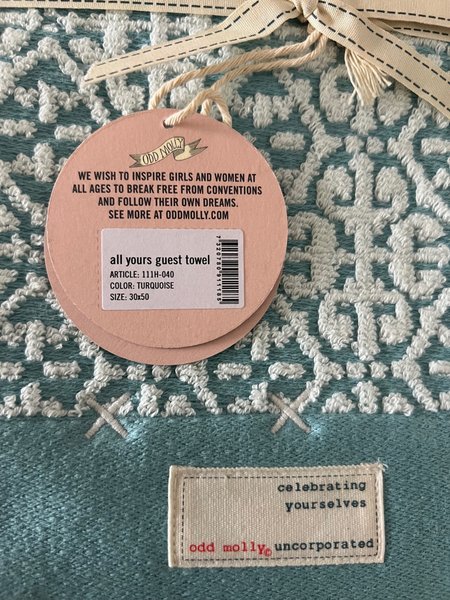 ODD MOLLY
WE WISH TO INSPIRE GIRLS AND WOMEN AT
ALL AGES TO BREAK FREE FROM CONVENTIONS
AND FOLLOW THEIR OWN DREAMS.
SEE MORE AT ODDMOLLY.COM
all yours guest towel
ARTICLE: 111H-040
COLOR: TURQUOISE
SIZE: 30x50
celebrating
yourselves
odd molly© uncorporated